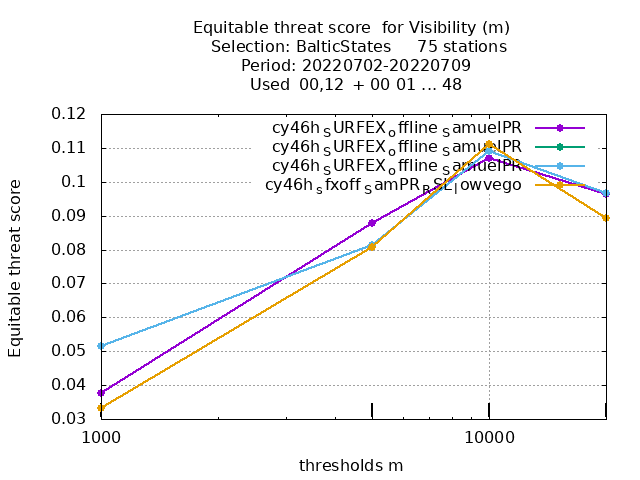 Equitable threat score for Visibility (m)
Selection: BalticStates 75 stations
Period: 20220702-20220709
Used 00,12 + 00 01 ... 48
0.12
0.11
0.1
0.09
0.08
0.07
0.06
0.05
0.04
0.03
Equitable threat score
cy46h_SURFEX_offline_SamuelPR
cy46h_SURFEX_offline_SamuelPR
cy46h_SURFEX_offline_SamuelPR
cy46h_sfxoff_SamPR_RSL_lowvego
1000
10000
thresholds m